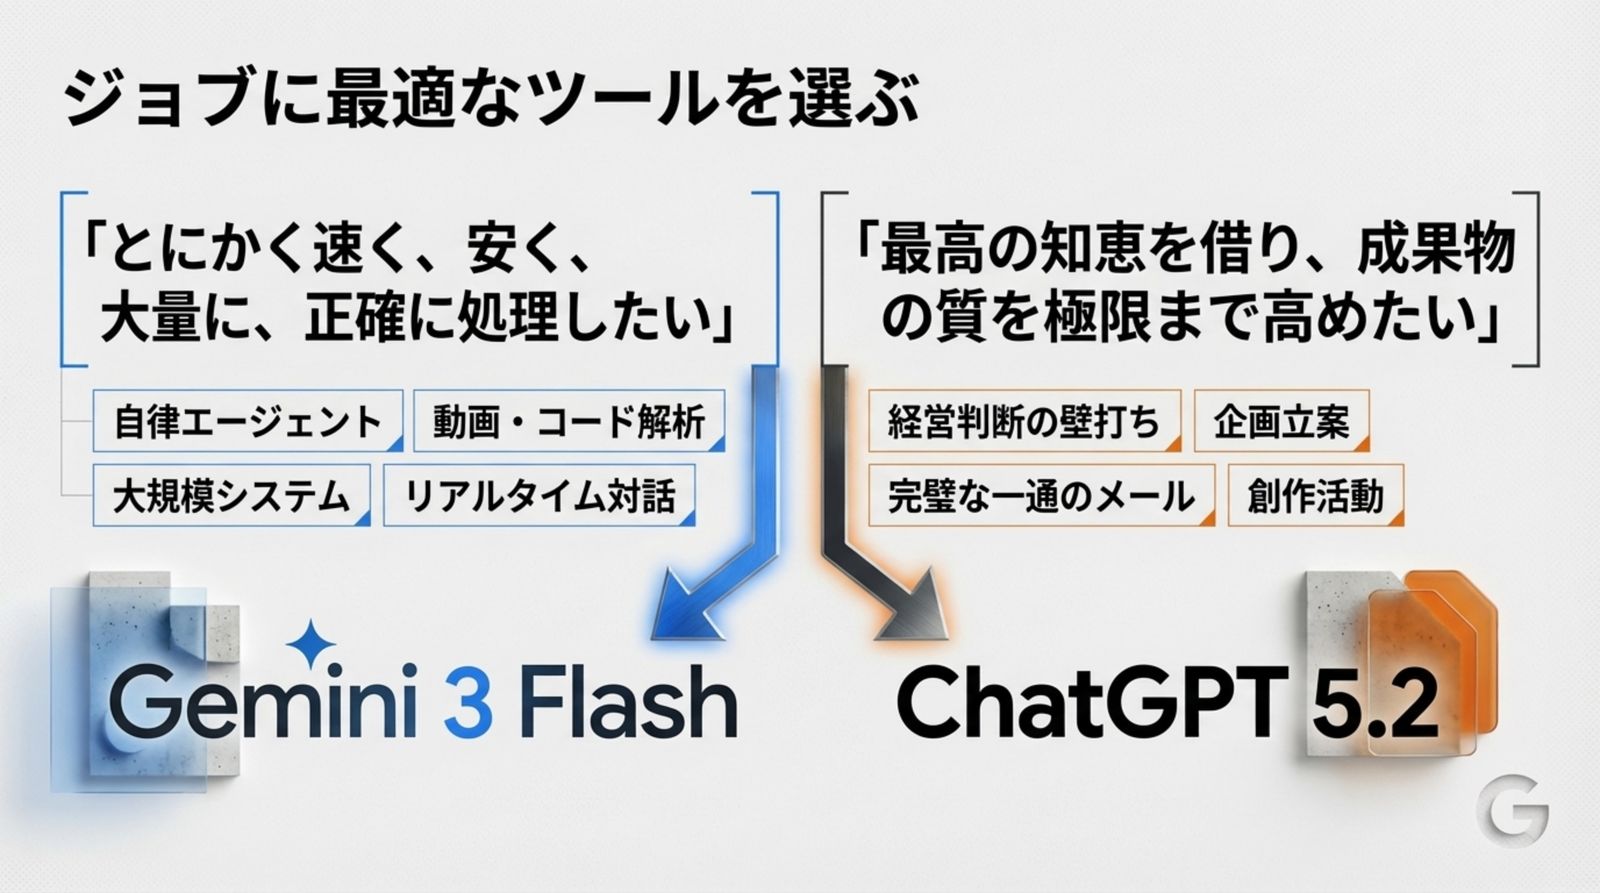 ジョブに最適なツールを選ぶ
「とにかく速く、安く、
大量に、正確に処理したい」
自律エージェント
動画・コード解析
大規模システム
リアルタイム対話
Gemini 3 Flash
「最高の知恵を借り、成果物
の質を極限まで高めたい」
経営判断の壁打ち
企画立案
完璧な一通のメール
創作活動
ChatGPT 5.2
G